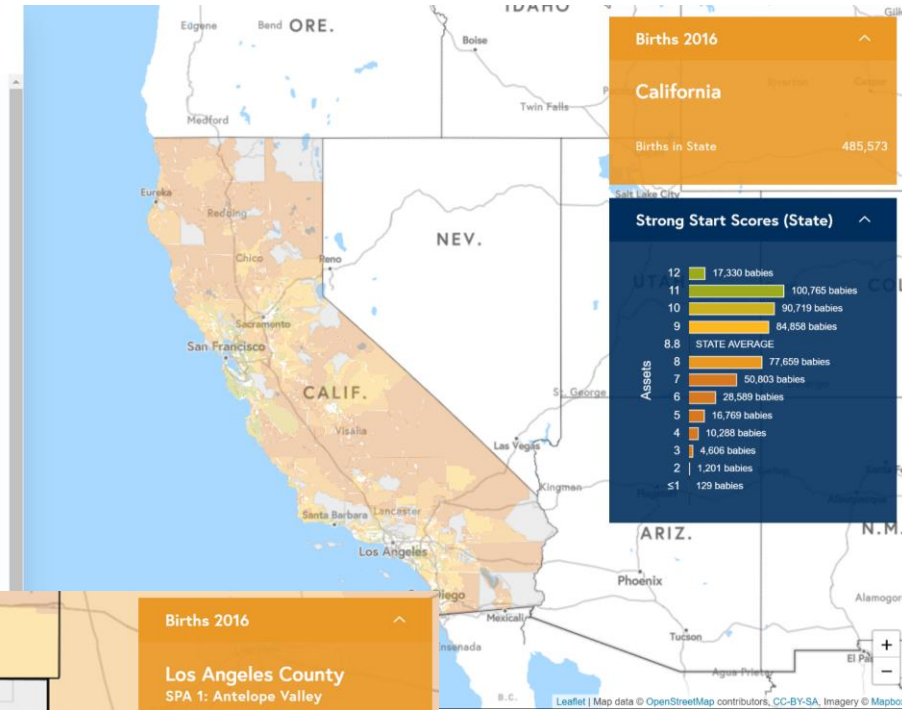 IDAHO
Eugene
Bend
ORE.
Boise
Twin Falls
Medford
Births 2016
California
Births in State 485,573
Salt Lake City
Eureka
Redding
Chico
Reno
NEV.
Sacramento
San Francisco
CALIF.
Visalia
St. George
Las Vegas
Kingman
Santa Barbara
Lancaster
Los Angeles
ARIZ.
N.M.
Phoenix
Mexicali
Tucson
Alamogor
Agua Prieta
B.C.
Strong Start Scores (State)
Assets
12 17,330 babies
11 100,765 babies
10 90,719 babies
9 84,858 babies
8.8 STATE AVERAGE
8 77,659 babies
7 50,803 babies
6 28,589 babies
5 16,769 babies
4 10,288 babies
3 4,606 babies
2 1,201 babies
≤1 129 babies
+
−
Leaflet | Map data © OpenStreetMap contributors, CC-BY-SA, Imagery © Mapbo
Births 2016
Los Angeles County
SPA 1: Antelope Valley